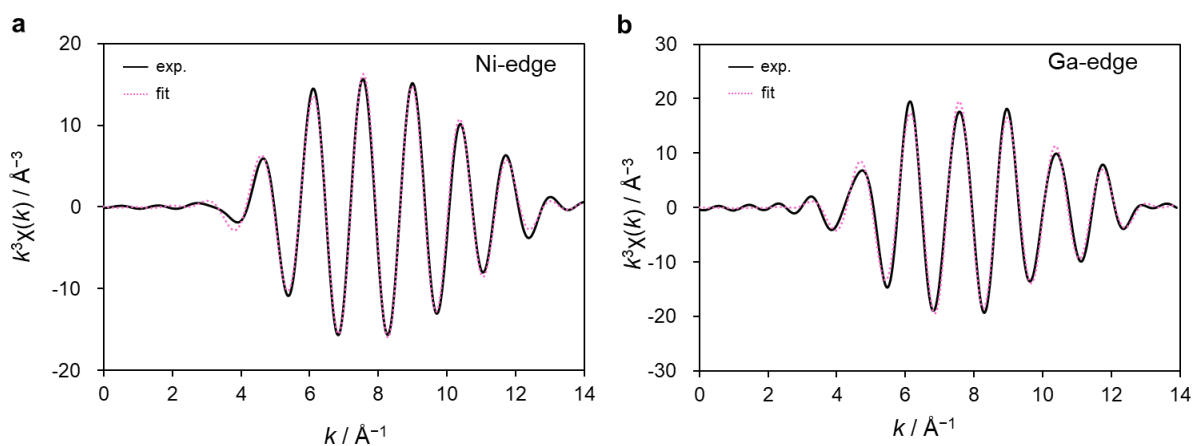 a
Ni-edge
exp.
fit
20
10
0
-10
-20
0 2 4 6 8 10 12 14
k³χ(k) / Å⁻³
k / Å⁻¹
b
Ga-edge
exp.
fit
30
20
10
0
-10
-20
-30
0 2 4 6 8 10 12 14
k³χ(k) / Å⁻³
k / Å⁻¹